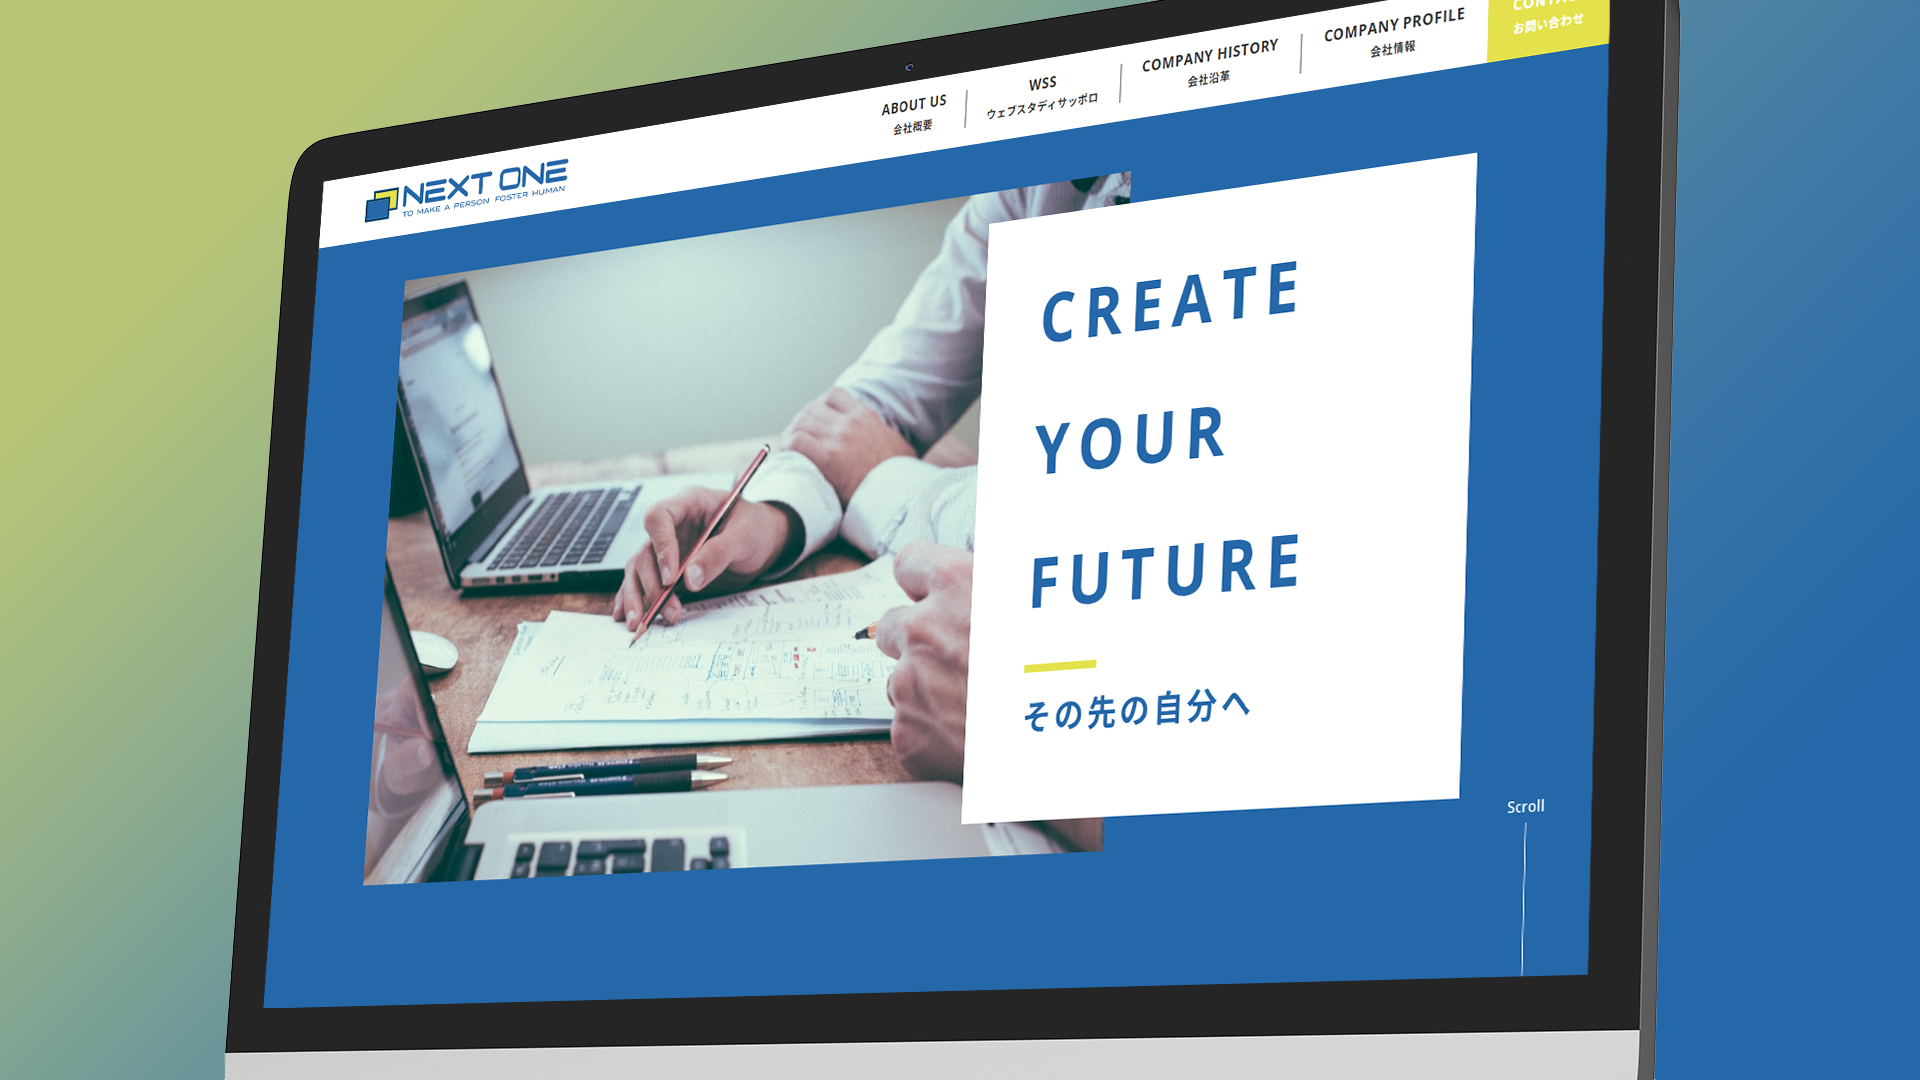 NEXT ONE
TO MAKE A PERSON FOSTER HUMAN
ABOUT US
会社概要
WSS
ウェブスタディサッポロ
COMPANY HISTORY
会社沿革
COMPANY PROFILE
会社情報
お問い合わせ
CREATE
YOUR
FUTURE
その先の自分へ
Scroll